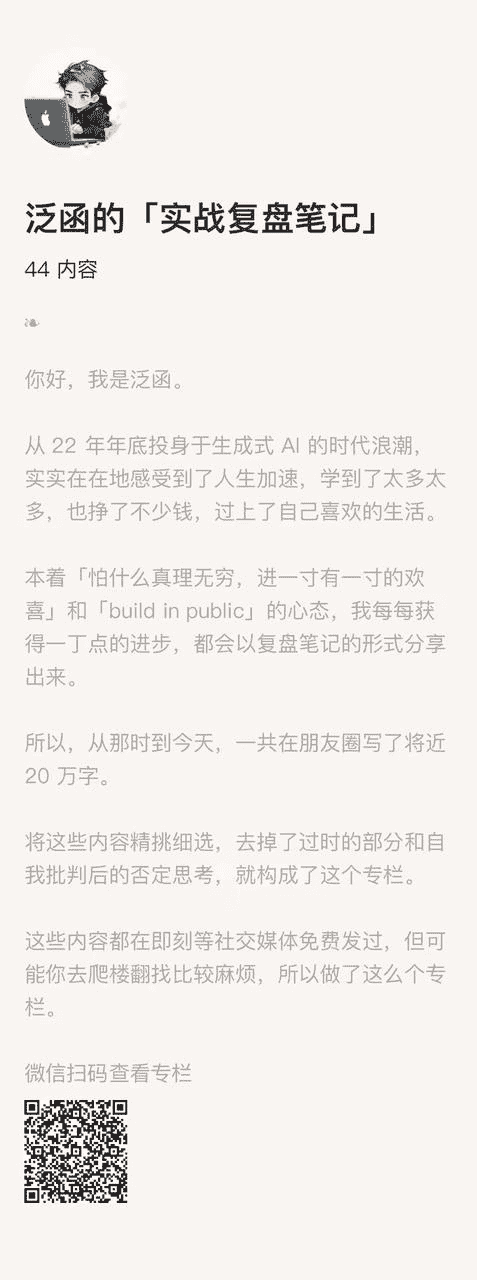 泛函的「实战复盘笔记」
44 内容
你好，我是泛函。
从 22 年年底投身于生成式 AI 的时代浪潮，
实实在在地感受到了人生加速，学到了太多太
多，也挣了不少钱，过上了自己喜欢的生活。
本着「怕什么真理无穷，进一寸有一寸的欢
喜」和「build in public」的心态，我每每获
得一丁点的进步，都会以复盘笔记的形式分享
出来。
所以，从那时到今天，一共在朋友圈写了将近
20 万字。
将这些内容精挑细选，去掉了过时的部分和自
我批判后的否定思考，就构成了这个专栏。
这些内容都在即刻等社交媒体免费发过，但可
能你去爬楼翻找比较麻烦，所以做了这么个专
栏。
微信扫码查看专栏